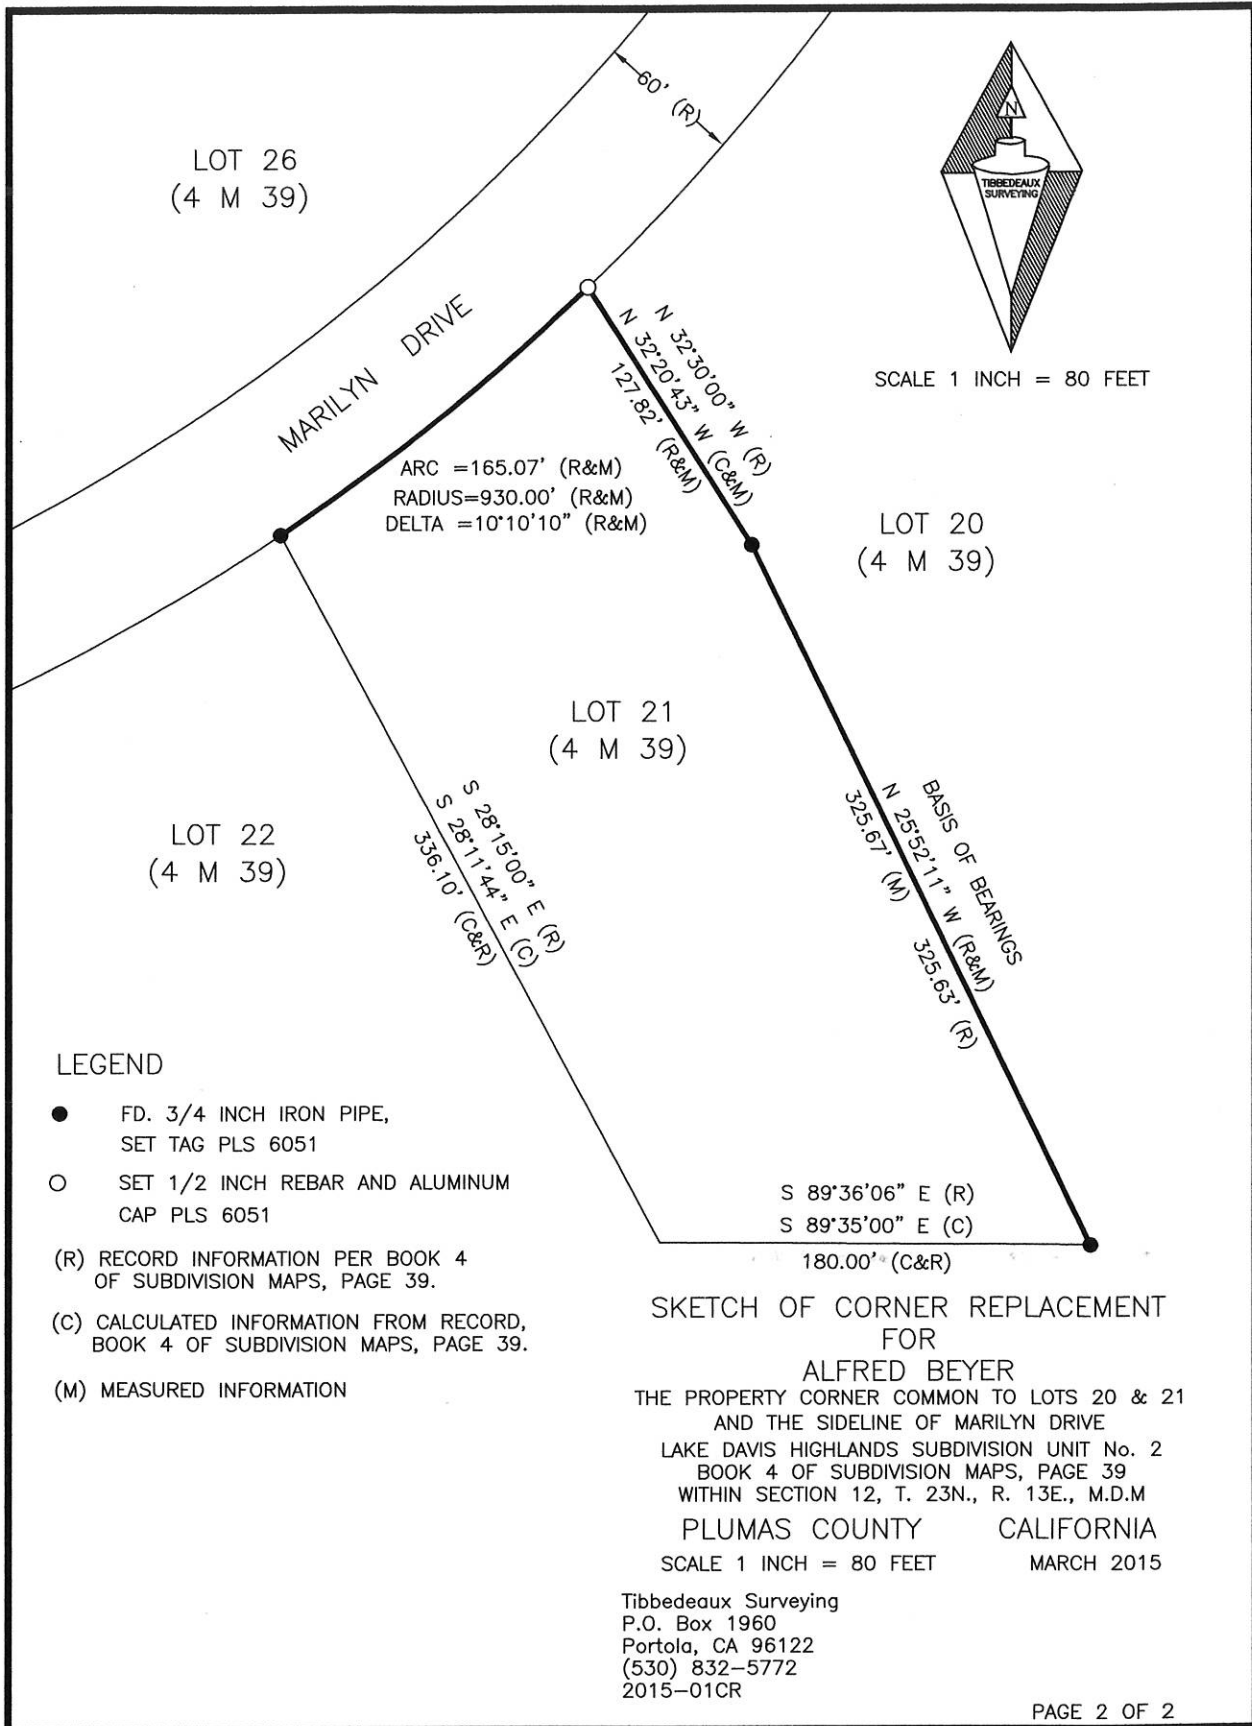 60' (R)
LOT 26
(4 M 39)
N
TIBBEDEAUX
SURVEYING
SCALE 1 INCH = 80 FEET
MARILYN DRIVE
N 32°30'00" W (R)
N 32°20'43" W (C&M)
127.82' (R&M)
ARC =165.07' (R&M)
RADIUS=930.00' (R&M)
DELTA =10°10'10" (R&M)
LOT 20
(4 M 39)
LOT 21
(4 M 39)
LOT 22
(4 M 39)
S 28°15'00" E (R)
S 28°11'44" E (C)
336.10' (C&R)
BASIS OF BEARINGS
N 25°52'11" W (R&M)
325.67' (M)
325.63' (R)
LEGEND
FD. 3/4 INCH IRON PIPE,
SET TAG PLS 6051
SET 1/2 INCH REBAR AND ALUMINUM
CAP PLS 6051
(R) RECORD INFORMATION PER BOOK 4
OF SUBDIVISION MAPS, PAGE 39.
(C) CALCULATED INFORMATION FROM RECORD,
BOOK 4 OF SUBDIVISION MAPS, PAGE 39.
(M) MEASURED INFORMATION
S 89°36'06" E (R)
S 89°35'00" E (C)
180.00' (C&R)
SKETCH OF CORNER REPLACEMENT
FOR
ALFRED BEYER
THE PROPERTY CORNER COMMON TO LOTS 20 & 21
AND THE SIDELINE OF MARILYN DRIVE
LAKE DAVIS HIGHLANDS SUBDIVISION UNIT No. 2
BOOK 4 OF SUBDIVISION MAPS, PAGE 39
WITHIN SECTION 12, T. 23N., R. 13E., M.D.M
PLUMAS COUNTY CALIFORNIA
SCALE 1 INCH = 80 FEET MARCH 2015
Tibbedeaux Surveying
P.O. Box 1960
Portola, CA 96122
(530) 832-5772
2015-01CR
PAGE 2 OF 2